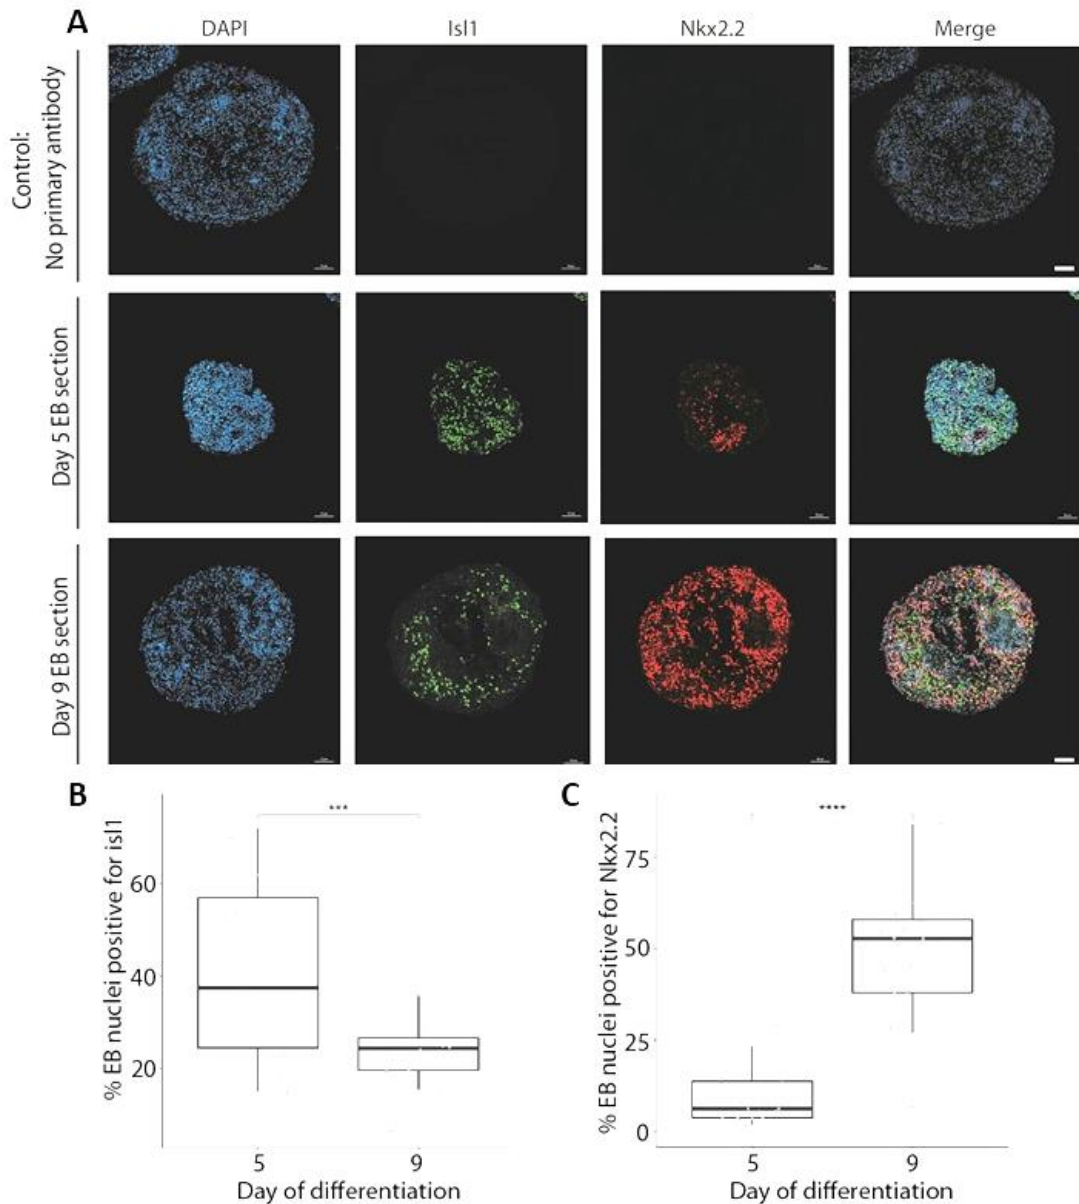 A
DAPI
Isl1
Nkx2.2
Merge
Control:
No primary antibody
Day 5 EB section
Day 9 EB section
B
***
% EB nuclei positive for isl1
60
40
20
5
9
Day of differentiation
C
****
% EB nuclei positive for Nkx2.2
75
50
25
0
5
9
Day of differentiation